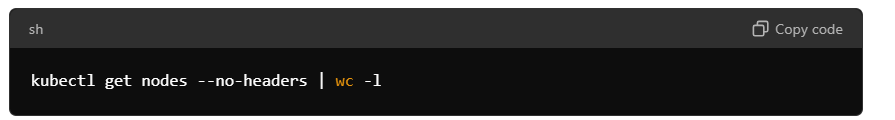 sh
Copy code
kubectl get nodes --no-headers | wc -l